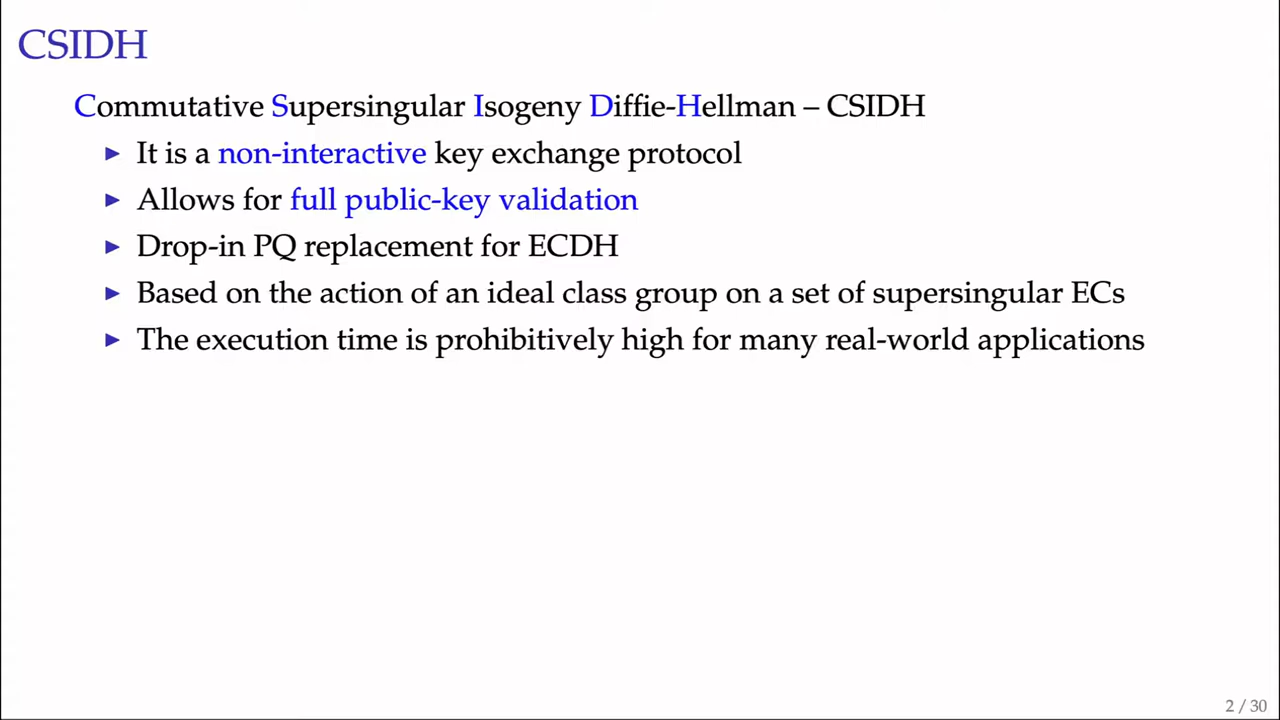 CSIDH
Commutative Supersingular Isogeny Diffie-Hellman – CSIDH
▶ It is a non-interactive key exchange protocol
▶ Allows for full public-key validation
▶ Drop-in PQ replacement for ECDH
▶ Based on the action of an ideal class group on a set of supersingular ECs
▶ The execution time is prohibitively high for many real-world applications
2 / 30